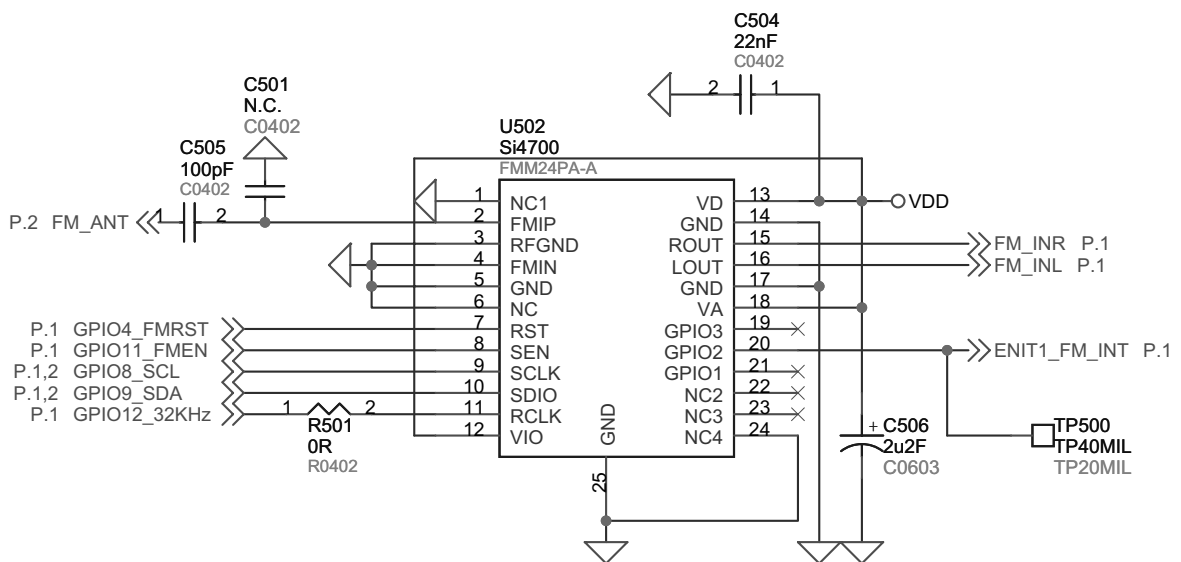 C504
22nF
C0402
2 1
C501
N.C.
C0402
C505
100pF
C0402
U502
Si4700
FMM24PA-A
P.2 FM_ANT
1 2
1 NC1
2 FMIP
3 RFGND
4 FMIN
5 GND
6 NC
7 RST
8 SEN
9 SCLK
10 SDIO
11 RCLK
12 VIO
GND
25
VD 13
GND 14
ROUT 15
LOUT 16
GND 17
VA 18
GPIO3 19
GPIO2 20
GPIO1 21
NC2 22
NC3 23
NC4 24
VDD
FM_INR P.1
FM_INL P.1
ENIT1_FM_INT P.1
P.1 GPIO4_FMRST
P.1 GPIO11_FMEN
P.1,2 GPIO8_SCL
P.1,2 GPIO9_SDA
P.1 GPIO12_32KHz
1 2
R501
0R
R0402
+ C506
2u2F
C0603
TP500
TP40MIL
TP20MIL